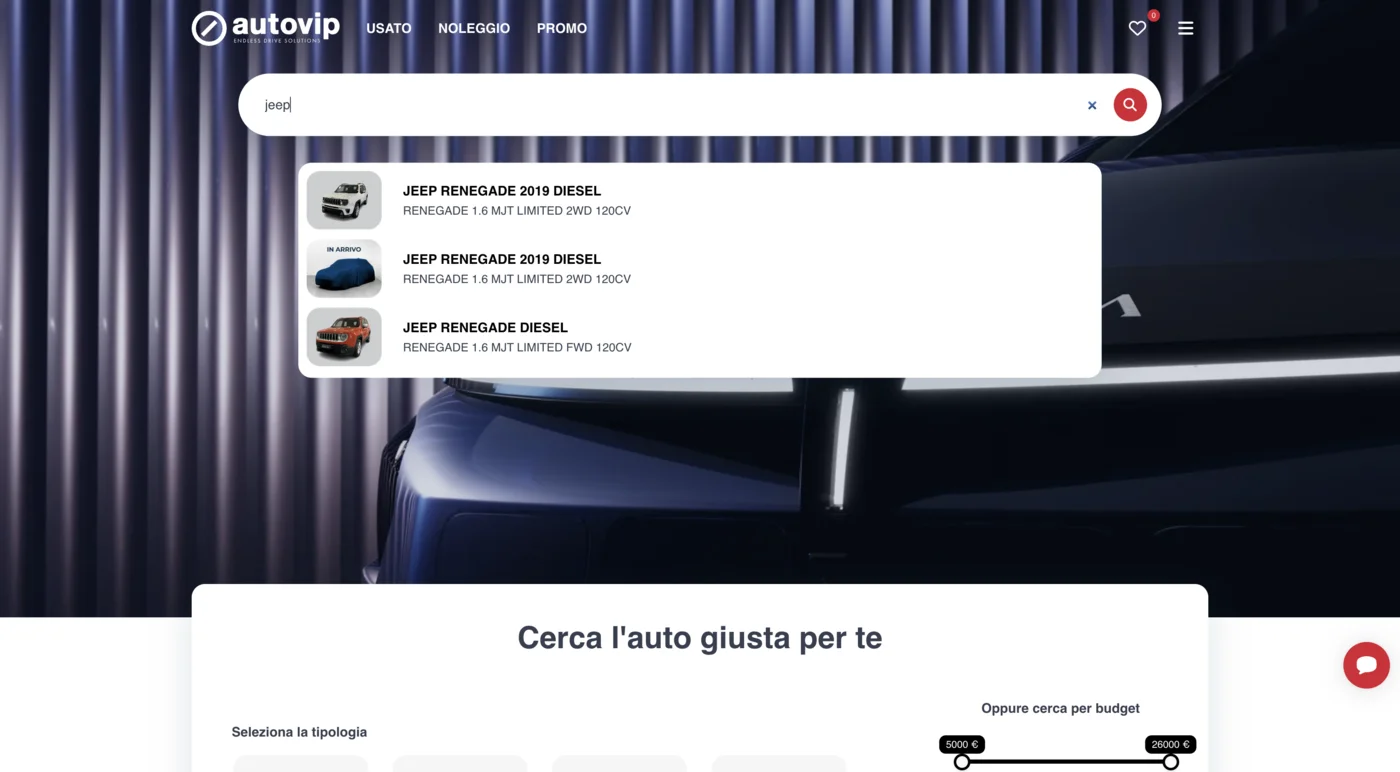 autovip
ENDLESS DRIVE SOLUTIONS
USATO
NOLEGGIO
PROMO
0
jeep
JEEP RENEGADE 2019 DIESEL
RENEGADE 1.6 MJT LIMITED 2WD 120CV
IN ARRIVO
JEEP RENEGADE 2019 DIESEL
RENEGADE 1.6 MJT LIMITED 2WD 120CV
JEEP RENEGADE DIESEL
RENEGADE 1.6 MJT LIMITED FWD 120CV
Cerca l'auto giusta per te
Seleziona la tipologia
Oppure cerca per budget
5000 €
26000 €